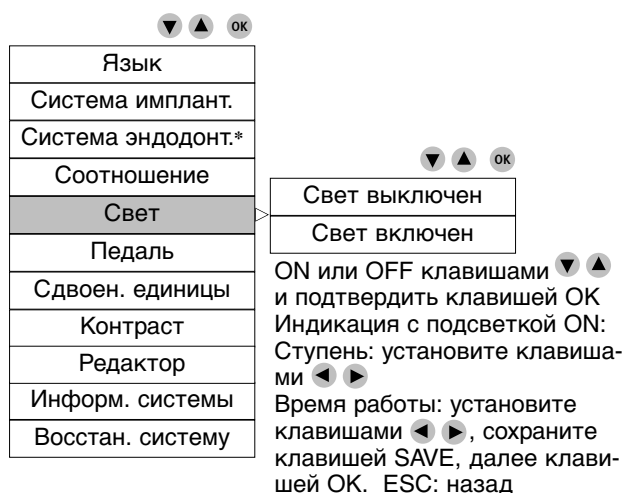 ▼ ▲ OK
Язык
Система имплант.
Система эндодонт.*
Соотношение
Свет
Педаль
Сдвоен. единицы
Контраст
Редактор
Информ. системы
Восстан. систему
▼ ▲ OK
Свет выключен
Свет включен
ON или OFF клавишами ▼ ▲
и подтвердить клавишей OK
Индикация с подсветкой ON:
Ступень: установите клавиша-
ми ◀ ▶
Время работы: установите
клавишами ◀ ▶, сохраните
клавишей SAVE, далее клави-
шей OK. ESC: назад